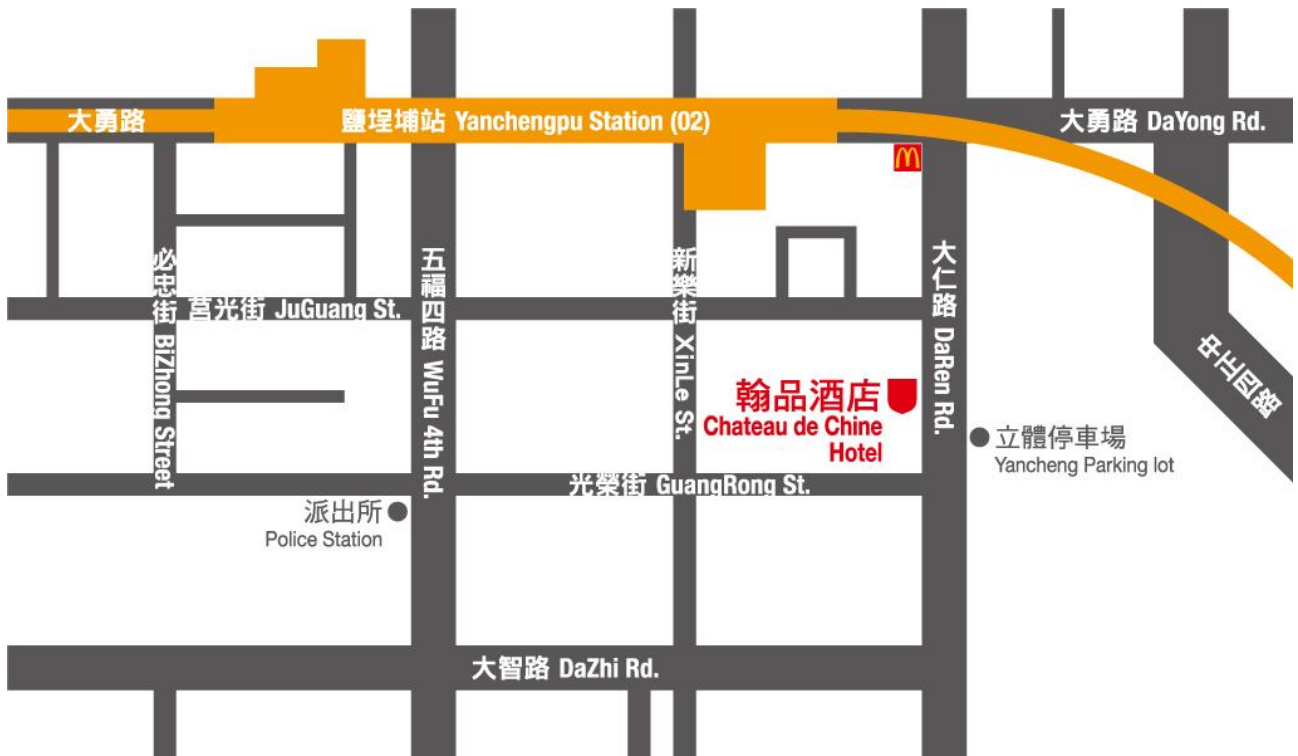 大勇路
鹽埕埔站 Yanchengpu Station (02)
大勇路 DaYong Rd.
必忠街 BiZhong Street
莒光街 JuGuang St.
五福四路 WuFu 4th Rd.
新樂街 XinLe St.
大仁路 DaRen Rd.
中正四路
翰品酒店
Chateau de Chine
Hotel
立體停車場
Yancheng Parking lot
光榮街 GuangRong St.
派出所
Police Station
大智路 DaZhi Rd.